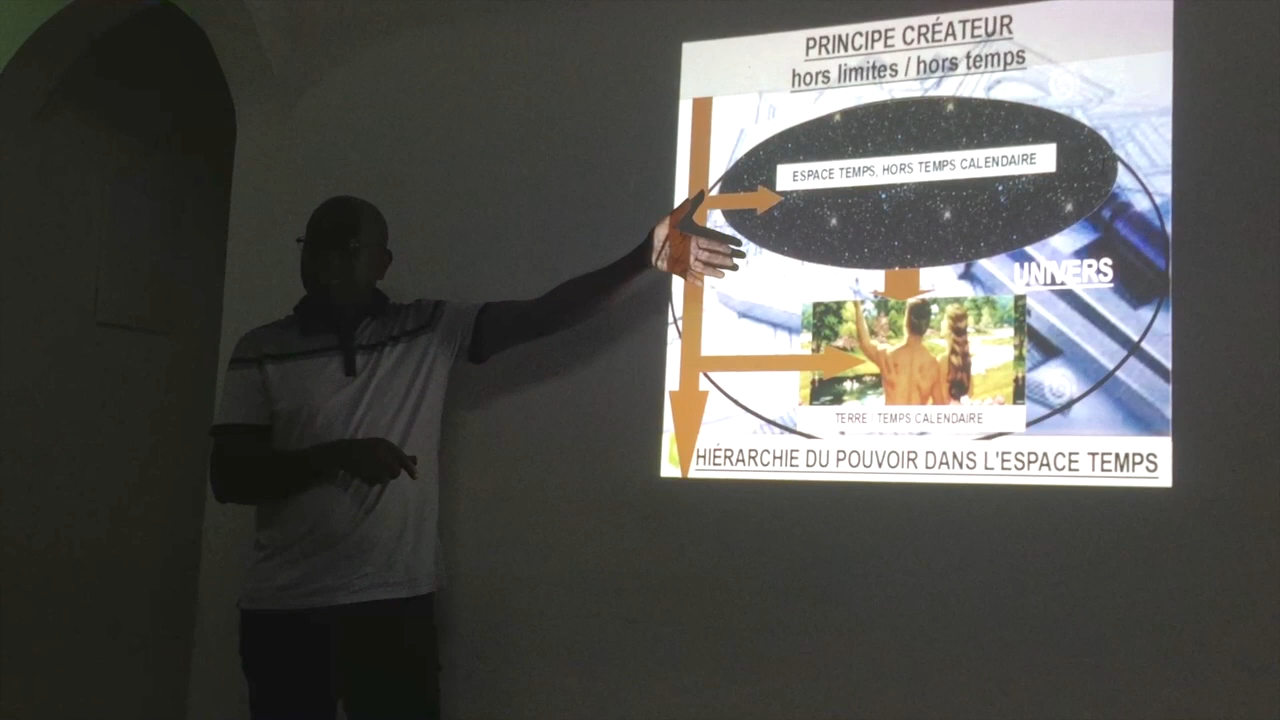 PRINCIPE CRÉATEUR
hors limites / hors temps
ESPACE TEMPS, HORS TEMPS CALENDAIRE
UNIVERS
TERRE / TEMPS CALENDAIRE
HIÉRARCHIE DU POUVOIR DANS L'ESPACE TEMPS